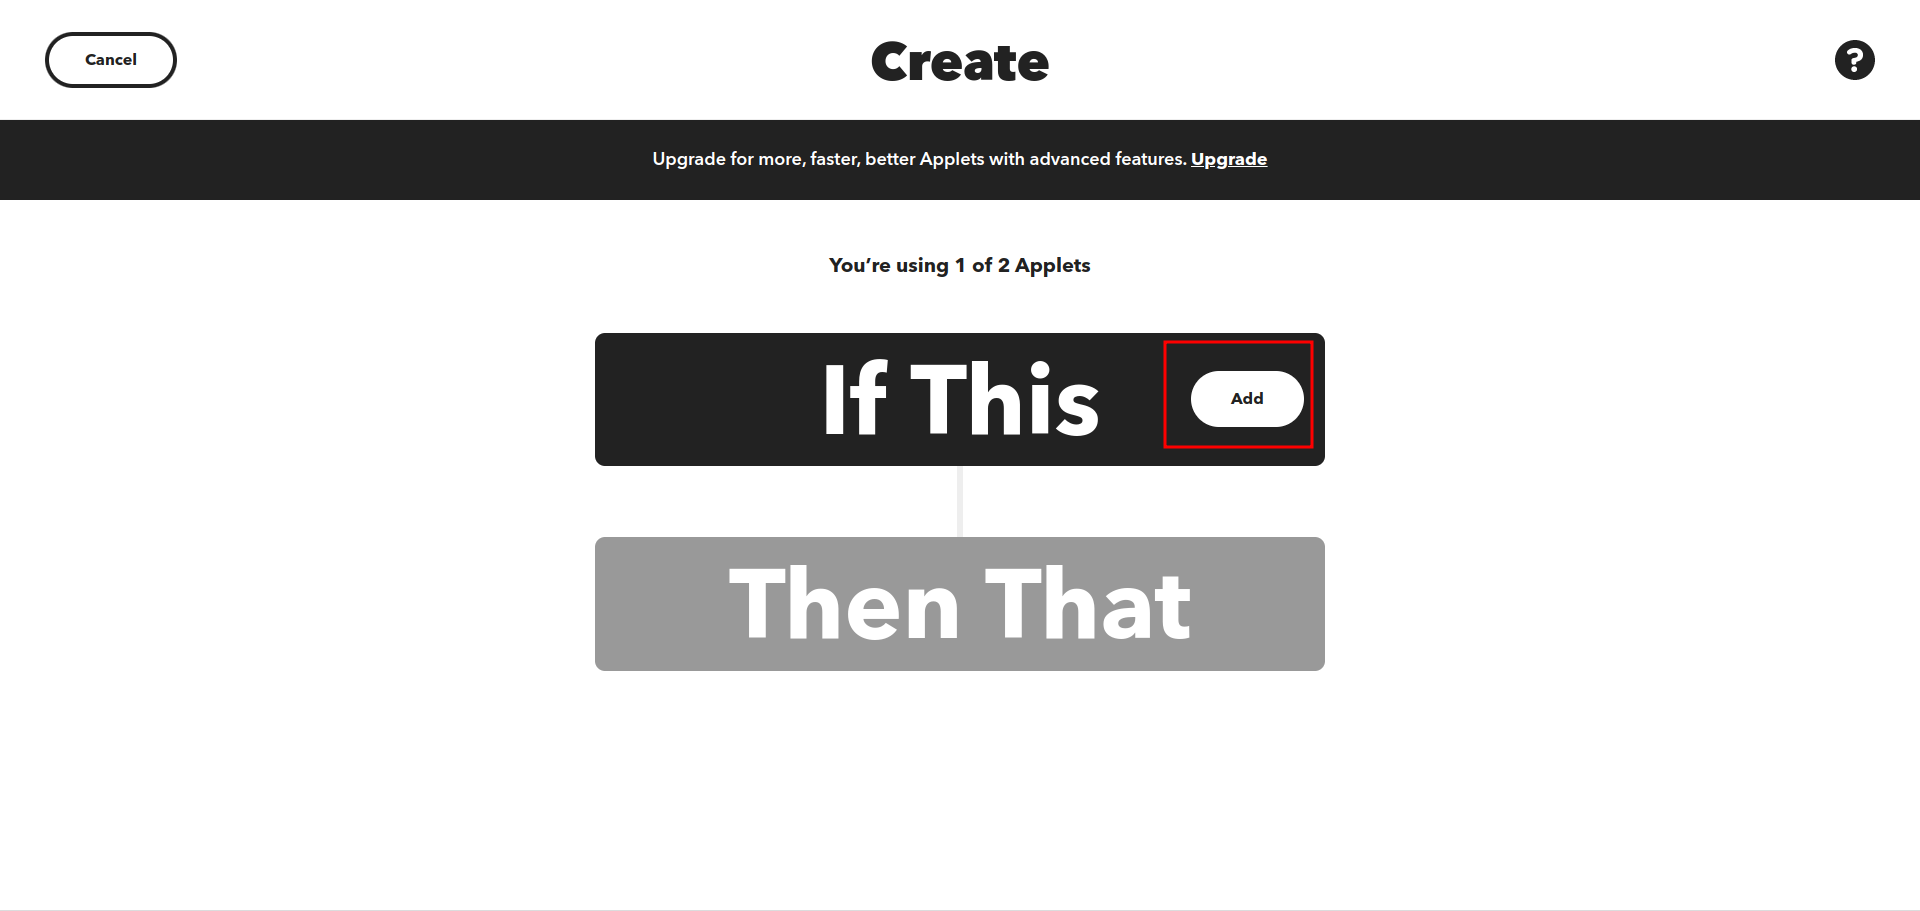 Cancel
Create
?
Upgrade for more, faster, better Applets with advanced features. Upgrade
You’re using 1 of 2 Applets
If This
Add
Then That